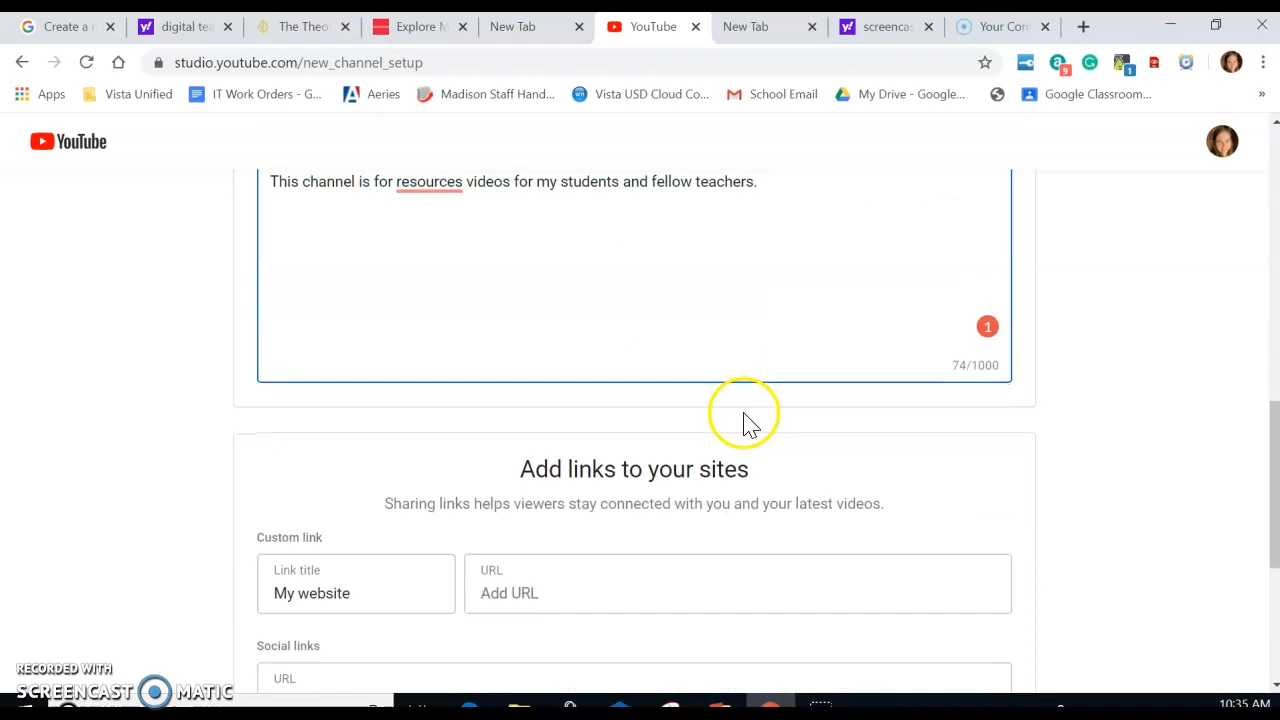 Create a r
digital tea
The Theo
Explore M
New Tab
YouTube
New Tab
screencas
Your Con
studio.youtube.com/new_channel_setup
9
1
Apps
Vista Unified
IT Work Orders - G...
Aeries
Madison Staff Hand...
Vista USD Cloud Co...
School Email
My Drive - Google...
Google Classroom...
»
YouTube
This channel is for resources videos for my students and fellow teachers.
1
74/1000
Add links to your sites
Sharing links helps viewers stay connected with you and your latest videos.
Custom link
Link title
My website
URL
Add URL
Social links
URL
RECORDED WITH
SCREENCAST MATIC
10:35 AM